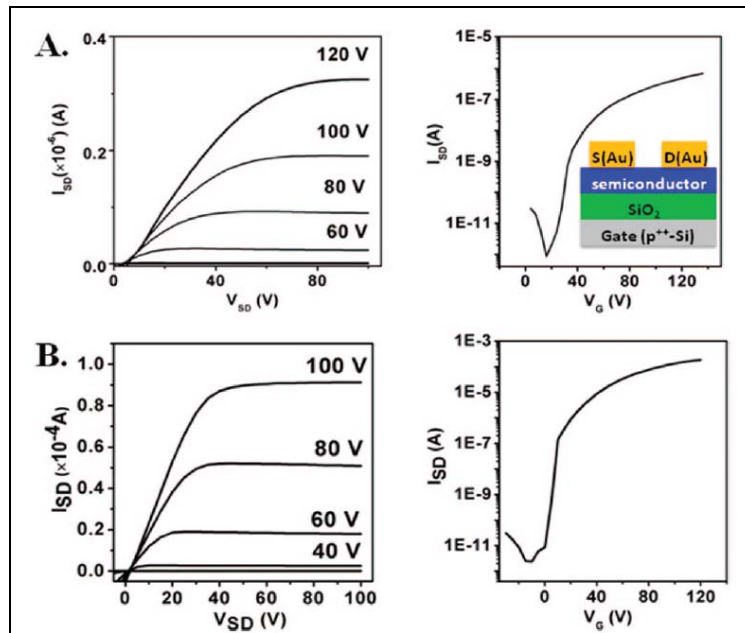 A.
0.4
0.2
0.0
I_SD(×10⁻⁶) (A)
120 V
100 V
80 V
60 V
0 40 80
V_SD (V)
1E-5
1E-7
1E-9
1E-11
I_SD(A)
S(Au) D(Au)
semiconductor
SiO₂
Gate (p⁺⁺-Si)
0 40 80 120
V_G (V)
B.
1.0
0.8
0.6
0.4
0.2
0.0
I_SD (×10⁻⁴A)
100 V
80 V
60 V
40 V
0 20 40 60 80 100
V_SD (V)
1E-3
1E-5
1E-7
1E-9
1E-11
I_SD (A)
0 40 80 120
V_G (V)